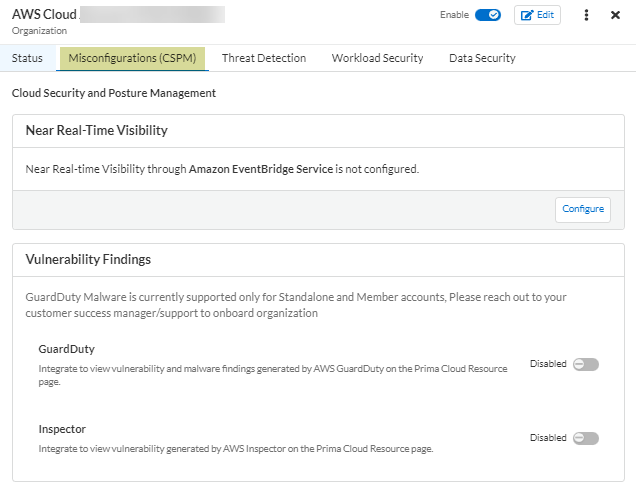 AWS Cloud
Enable
Edit
Organization
Status
Misconfigurations (CSPM)
Threat Detection
Workload Security
Data Security
Cloud Security and Posture Management
Near Real-Time Visibility
Near Real-time Visibility through Amazon EventBridge Service is not configured.
Configure
Vulnerability Findings
GuardDuty Malware is currently supported only for Standalone and Member accounts, Please reach out to your
customer success manager/support to onboard organization
GuardDuty
Integrate to view vulnerability and malware findings generated by AWS GuardDuty on the Prima Cloud Resource
page.
Disabled
Inspector
Integrate to view vulnerability generated by AWS Inspector on the Prima Cloud Resource page.
Disabled